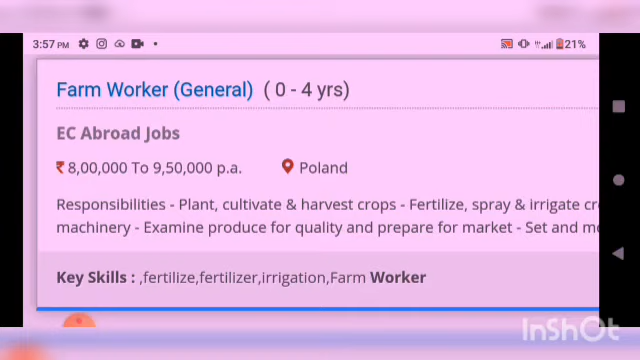 3:57 PM
21%
Farm Worker (General) ( 0 - 4 yrs)
EC Abroad Jobs
₹ 8,00,000 To 9,50,000 p.a. Poland
Responsibilities - Plant, cultivate & harvest crops - Fertilize, spray & irrigate cr
machinery - Examine produce for quality and prepare for market - Set and m
Key Skills : ,fertilize,fertilizer,irrigation,Farm Worker
InShOt